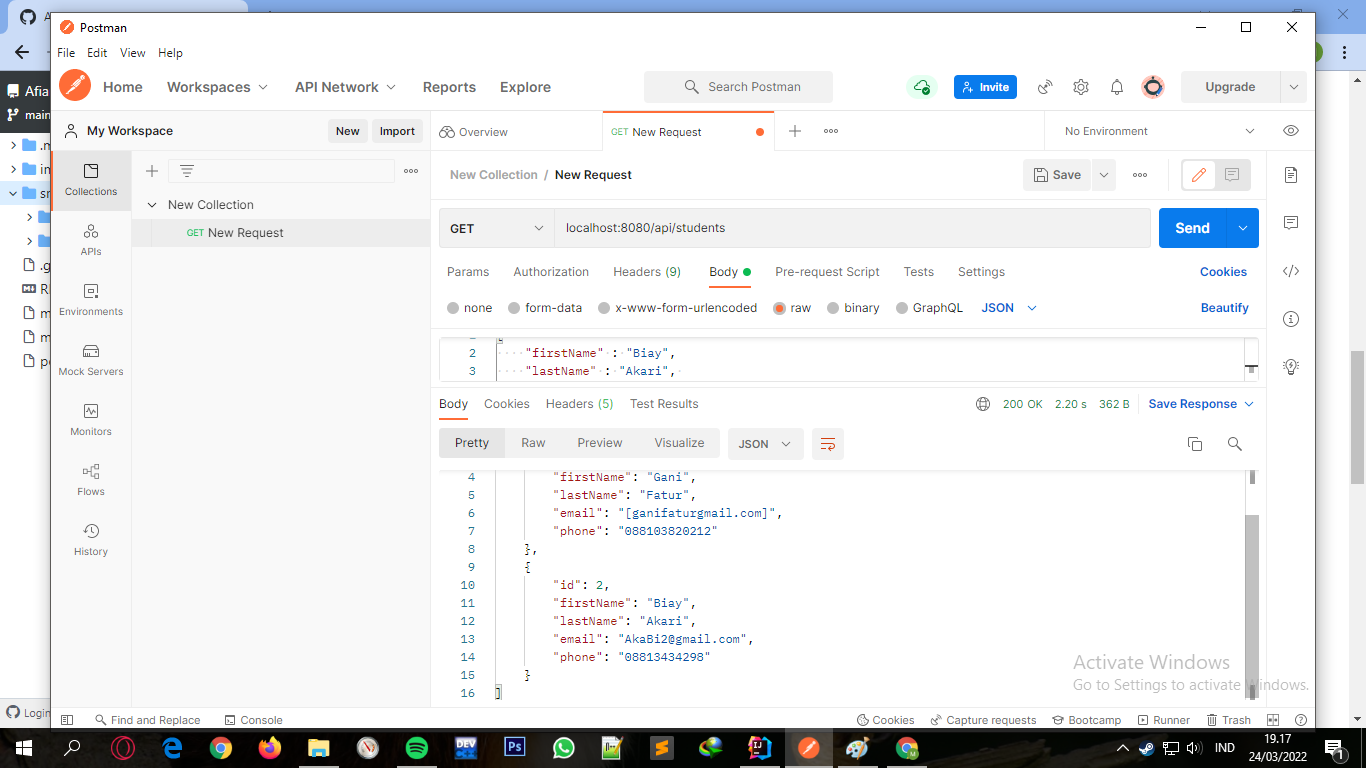 A
Postman
File Edit View Help
Home Workspaces API Network Reports Explore
Search Postman
Invite
Upgrade
Afia
main
My Workspace
New Import
Overview
GET New Request
No Environment
Collections
APIs
Environments
Mock Servers
Monitors
Flows
History
New Collection
GET New Request
New Collection / New Request
Save
GET localhost:8080/api/students
Send
Params Authorization Headers (9) Body Pre-request Script Tests Settings Cookies
none form-data x-www-form-urlencoded raw binary GraphQL JSON Beautify
2 "firstName" : "Biay",
3 "lastName" : "Akari",
Body Cookies Headers (5) Test Results
200 OK 2.20 s 362 B Save Response
Pretty Raw Preview Visualize JSON
4 "firstName": "Gani",
5 "lastName": "Fatur",
6 "email": "[ganifaturgmail.com]",
7 "phone": "088103820212"
8 },
9 {
10 "id": 2,
11 "firstName": "Biay",
12 "lastName": "Akari",
13 "email": "AkaBi2@gmail.com",
14 "phone": "08813434298"
15 }
16 ]
Activate Windows
Go to Settings to activate Windows.
Login
Find and Replace Console
Cookies Capture requests Bootcamp Runner Trash
DEV
Ps
IND
19.17
24/03/2022
1